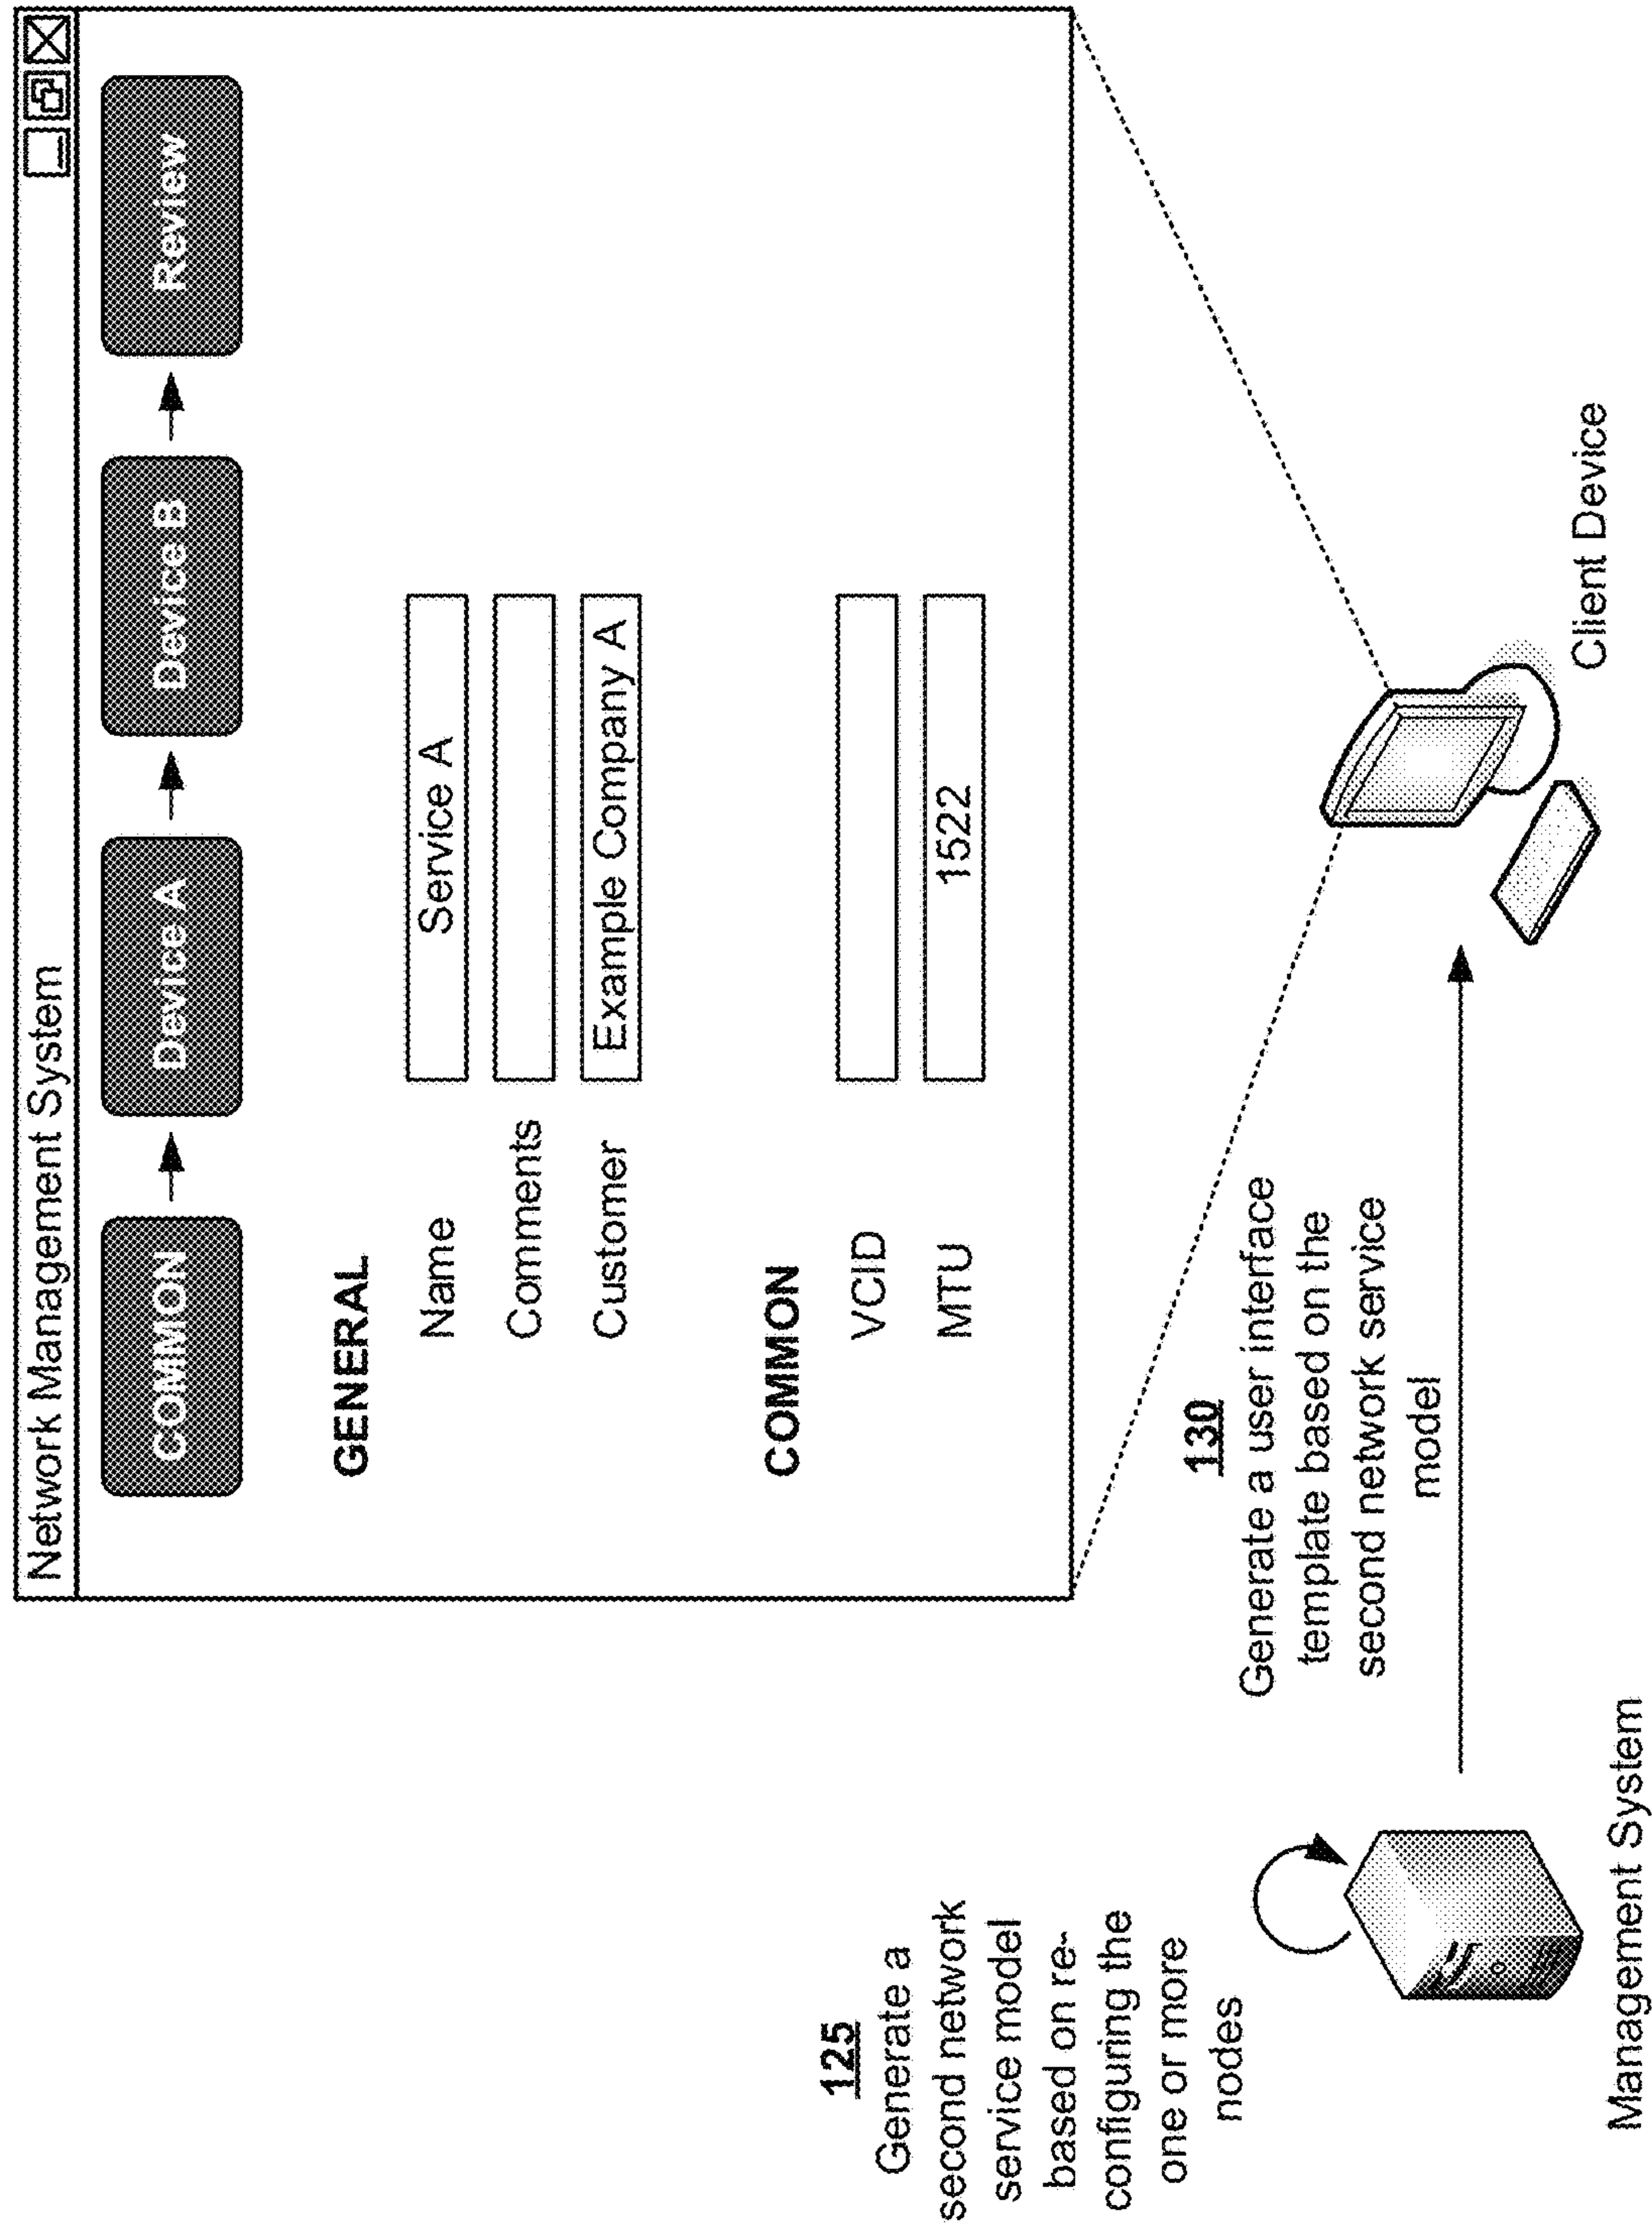 Network Management System
COMMON
Device A
Device B
Review
GENERAL
Name
Service A
Comments
Customer
Example Company A
COMMON
VCID
MTU
1522
125
Generate a
second network
service model
based on re-
configuring the
one or more
nodes
130
Generate a user interface
template based on the
second network service
model
Management System
Client Device